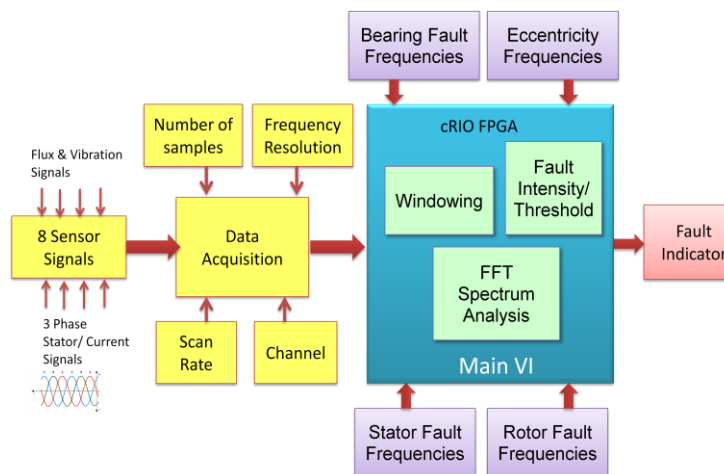 Bearing Fault
Frequencies
Eccentricity
Frequencies
Number of
samples
Frequency
Resolution
cRIO FPGA
Flux & Vibration
Signals
Windowing
Fault
Intensity/
Threshold
8 Sensor
Signals
Data
Acquisition
Fault
Indicator
FFT
Spectrum
Analysis
3 Phase
Stator/ Current
Signals
Scan
Rate
Channel
Main VI
Stator Fault
Frequencies
Rotor Fault
Frequencies